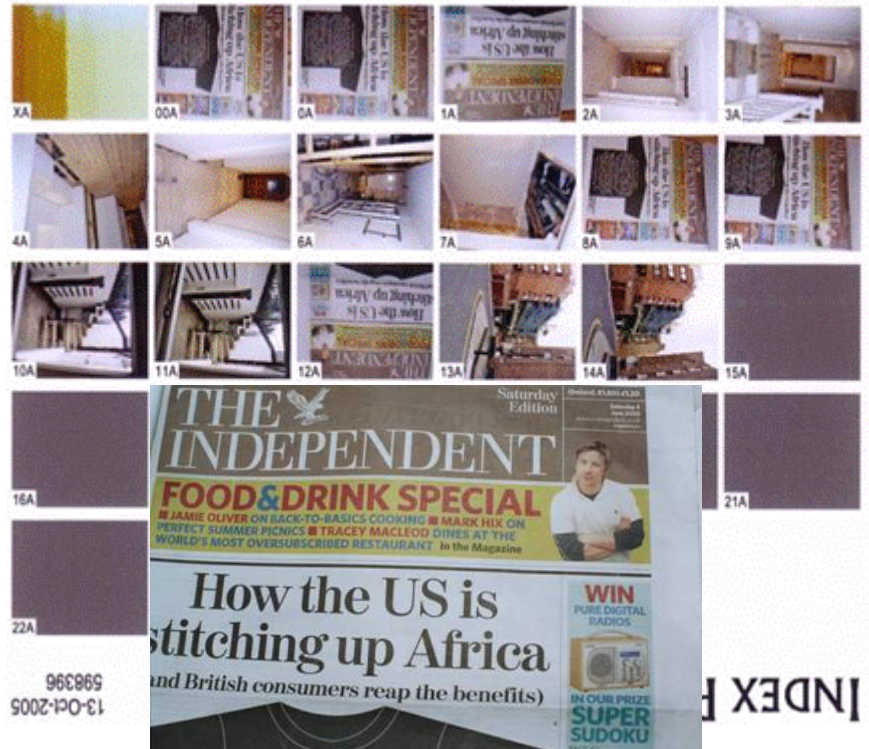 XA
00A
0A
1A
2A
3A
4A
5A
6A
7A
8A
9A
10A
11A
12A
13A
14A
15A
16A
21A
22A
THE
INDEPENDENT
Saturday
Edition
FOOD&DRINK SPECIAL
■ JAMIE OLIVER ON BACK-TO-BASICS COOKING ■ MARK HIX ON
PERFECT SUMMER PICNICS ■ TRACEY MACLEOD DINES AT THE
WORLD'S MOST OVERSUBSCRIBED RESTAURANT In the Magazine
How the US is
stitching up Africa
and British consumers reap the benefits)
WIN
PURE DIGITAL
RADIOS
IN OUR PRIZE
SUPER
SUDOKU
INDEX
598396
13-Oct-2005